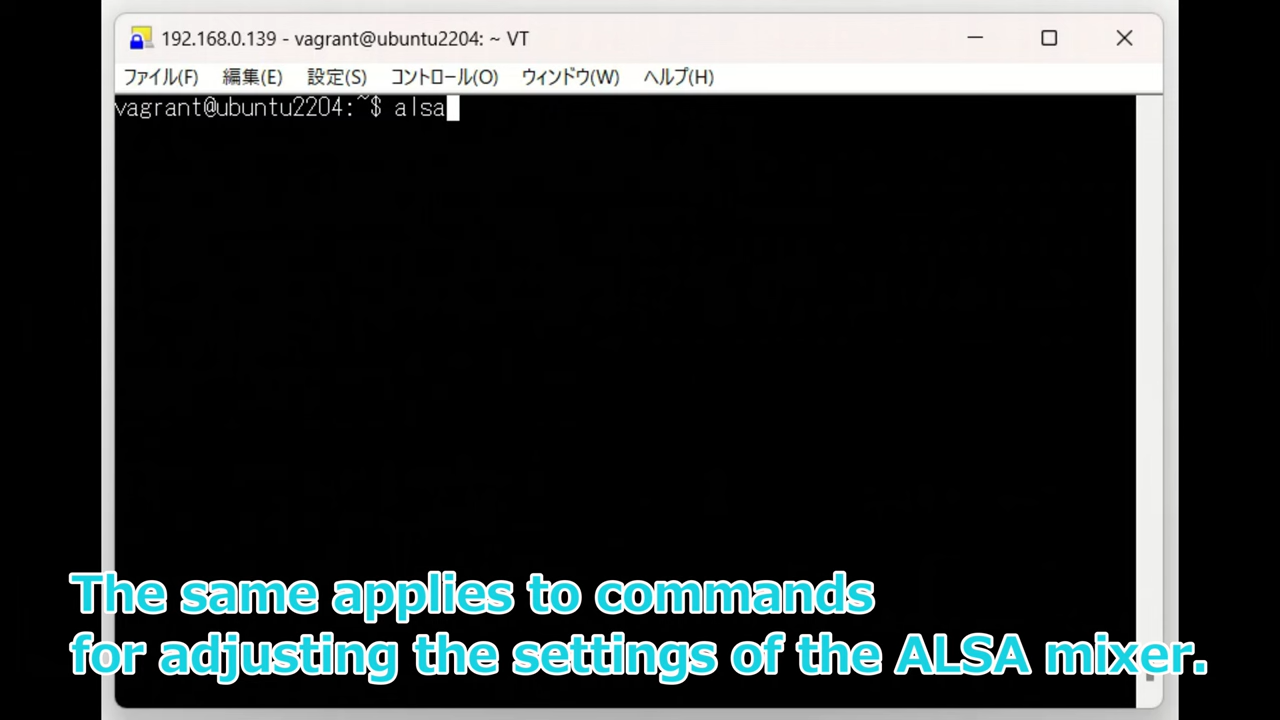 192.168.0.139 - vagrant@ubuntu2204: ~ VT
ファイル(F) 編集(E) 設定(S) コントロール(O) ウィンドウ(W) ヘルプ(H)
vagrant@ubuntu2204:~$ alsa
The same applies to commands
for adjusting the settings of the ALSA mixer.